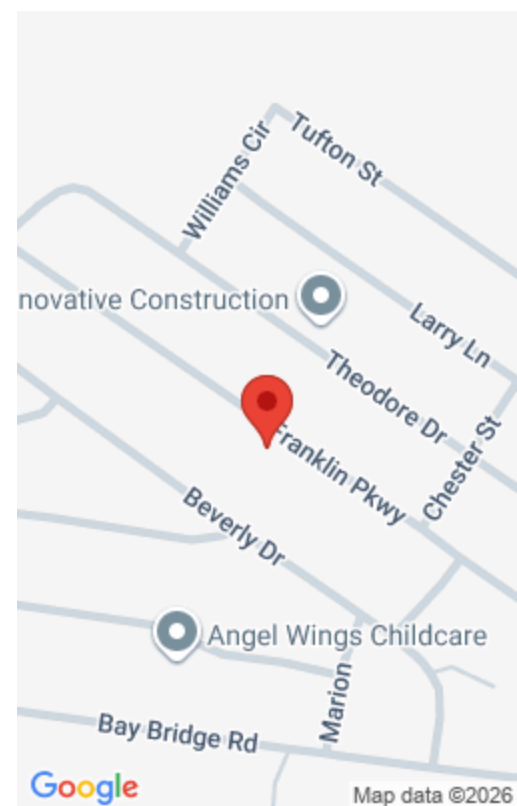 Tufton St
Williams Cir
novative Construction
Larry Ln
Theodore Dr
Chester St
Franklin Pkwy
Beverly Dr
Angel Wings Childcare
Marion
Bay Bridge Rd
Google
Map data ©2026